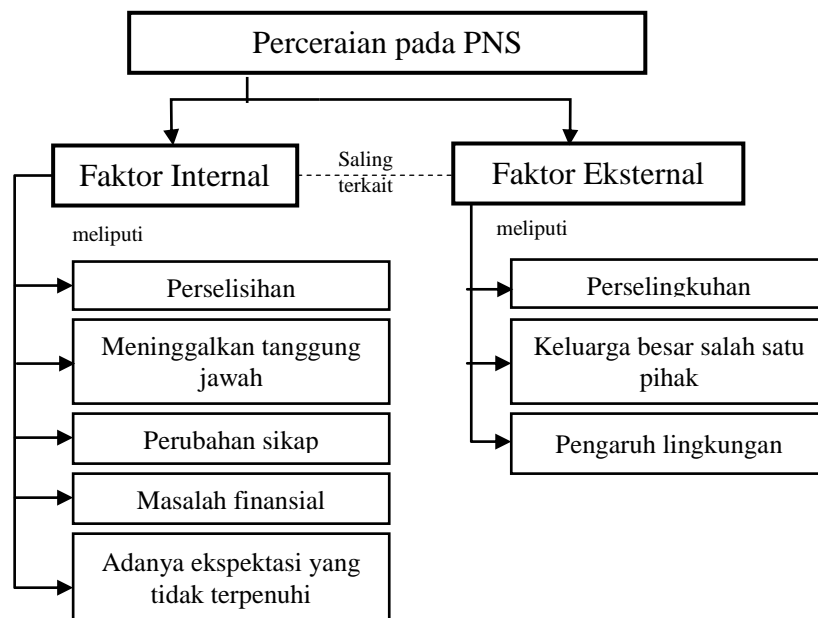 Perceraian pada PNS
Faktor Internal
Saling
terkait
Faktor Eksternal
meliputi
Perselisihan
Meninggalkan tanggung
jawah
Perubahan sikap
Masalah finansial
Adanya ekspektasi yang
tidak terpenuhi
meliputi
Perselingkuhan
Keluarga besar salah satu
pihak
Pengaruh lingkungan